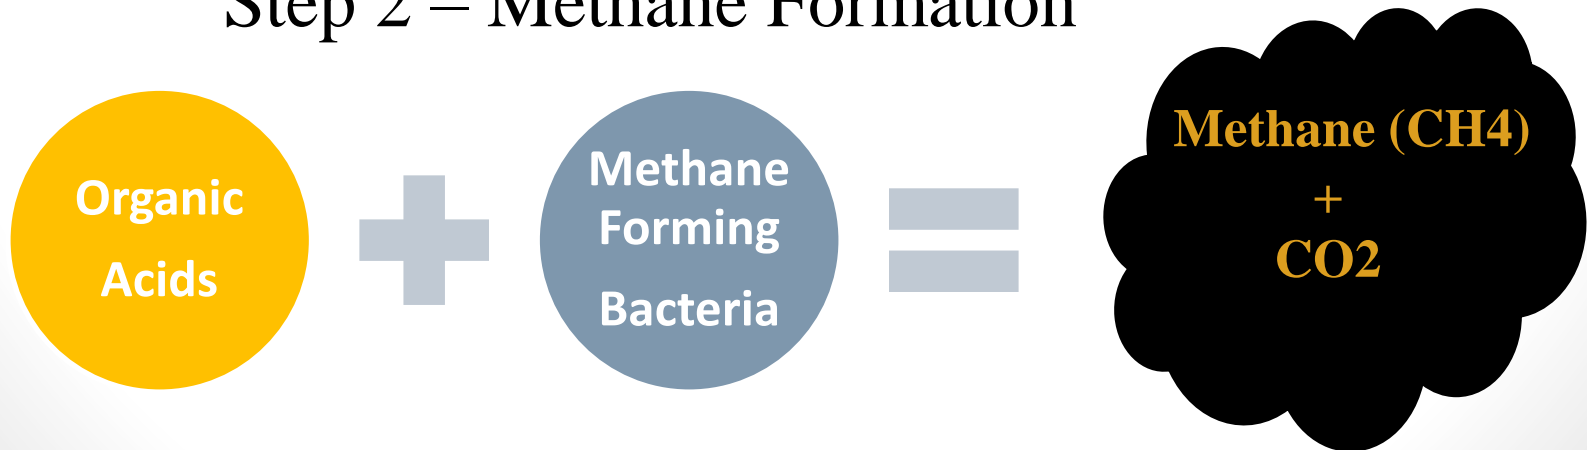 Step 2 – Methane Formation
Organic
Acids
Methane
Forming
Bacteria
Methane (CH4)
+
CO2